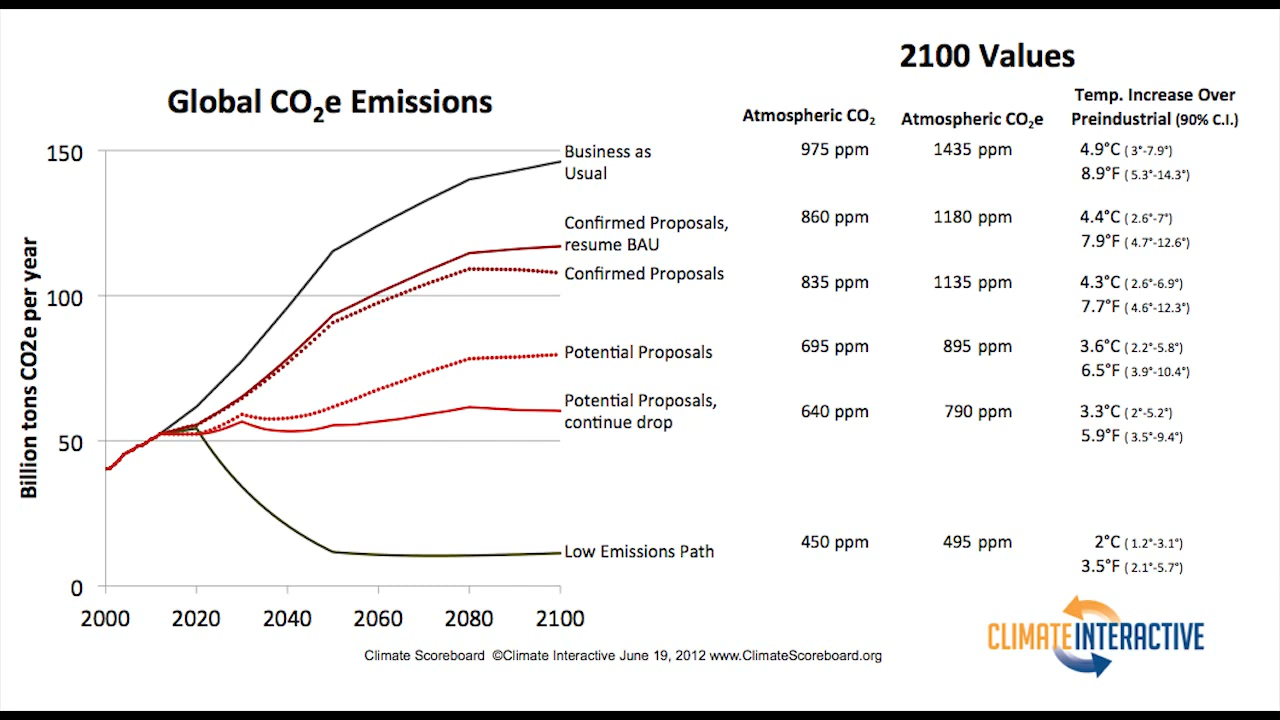 2100 Values
Global CO₂e Emissions
Atmospheric CO₂
Atmospheric CO₂e
Temp. Increase Over
Preindustrial (90% C.I.)
Billion tons CO2e per year
150
100
50
0
2000 2020 2040 2060 2080 2100
Business as
Usual
975 ppm 1435 ppm 4.9°C ( 3°-7.9°)
8.9°F ( 5.3°-14.3°)
Confirmed Proposals,
resume BAU
860 ppm 1180 ppm 4.4°C ( 2.6°-7°)
7.9°F ( 4.7°-12.6°)
Confirmed Proposals
835 ppm 1135 ppm 4.3°C ( 2.6°-6.9°)
7.7°F ( 4.6°-12.3°)
Potential Proposals
695 ppm 895 ppm 3.6°C ( 2.2°-5.8°)
6.5°F ( 3.9°-10.4°)
Potential Proposals,
continue drop
640 ppm 790 ppm 3.3°C ( 2°-5.2°)
5.9°F ( 3.5°-9.4°)
Low Emissions Path
450 ppm 495 ppm 2°C ( 1.2°-3.1°)
3.5°F ( 2.1°-5.7°)
CLIMATEINTERACTIVE
Climate Scoreboard ©Climate Interactive June 19, 2012 www.ClimateScoreboard.org